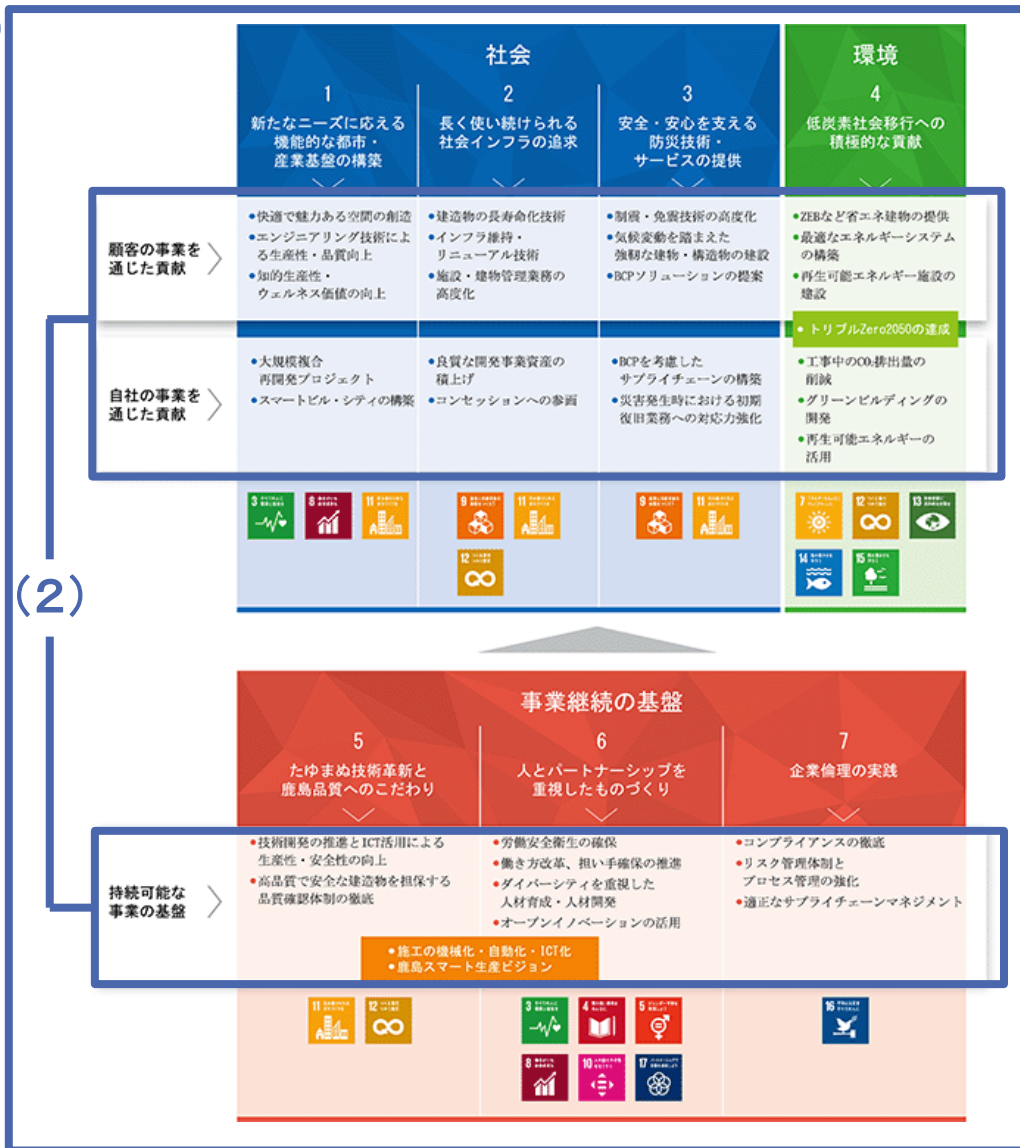 社会
環境
1
新たなニーズに応える
機能的な都市・
産業基盤の構築
2
長く使い続けられる
社会インフラの追求
3
安全・安心を支える
防災技術・
サービスの提供
4
低炭素社会移行への
積極的な貢献
顧客の事業を
通じた貢献
●快適で魅力ある空間の創造
●エンジニアリング技術によ
る生産性・品質向上
●知的生産性・
ウェルネス価値の向上
●建造物の長寿命化技術
●インフラ維持・
リニューアル技術
●施設・建物管理業務の
高度化
●制震・免震技術の高度化
●気候変動を踏まえた
強靭な建物・構造物の建設
●BCPソリューションの提案
●ZEBなど省エネ建物の提供
●最適なエネルギーシステム
の構築
●再生可能エネルギー施設の
建設
●トリプルZero2050の達成
自社の事業を
通じた貢献
●大規模複合
再開発プロジェクト
●スマートビル・シティの構築
●良質な開発事業資産の
積上げ
●コンセッションへの参画
●BCPを考慮した
サプライチェーンの構築
●災害発生時における初期
復旧業務への対応力強化
●工事中のCO₂排出量の
削減
●グリーンビルディングの
開発
●再生可能エネルギーの
活用
3
8
11
9
11
12
9
11
7
12
13
14
15
(2)
事業継続の基盤
5
たゆまぬ技術革新と
鹿島品質へのこだわり
6
人とパートナーシップを
重視したものづくり
7
企業倫理の実践
持続可能な
事業の基盤
●技術開発の推進とICT活用による
生産性・安全性の向上
●高品質で安全な建造物を担保する
品質確認体制の徹底
●労働安全衛生の確保
●働き方改革、担い手確保の推進
●ダイバーシティを重視した
人材育成・人材開発
●オープンイノベーションの活用
●コンプライアンスの徹底
●リスク管理体制と
プロセス管理の強化
●適正なサプライチェーンマネジメント
●施工の機械化・自動化・ICT化
●鹿島スマート生産ビジョン
11
12
3
4
5
8
10
17
16